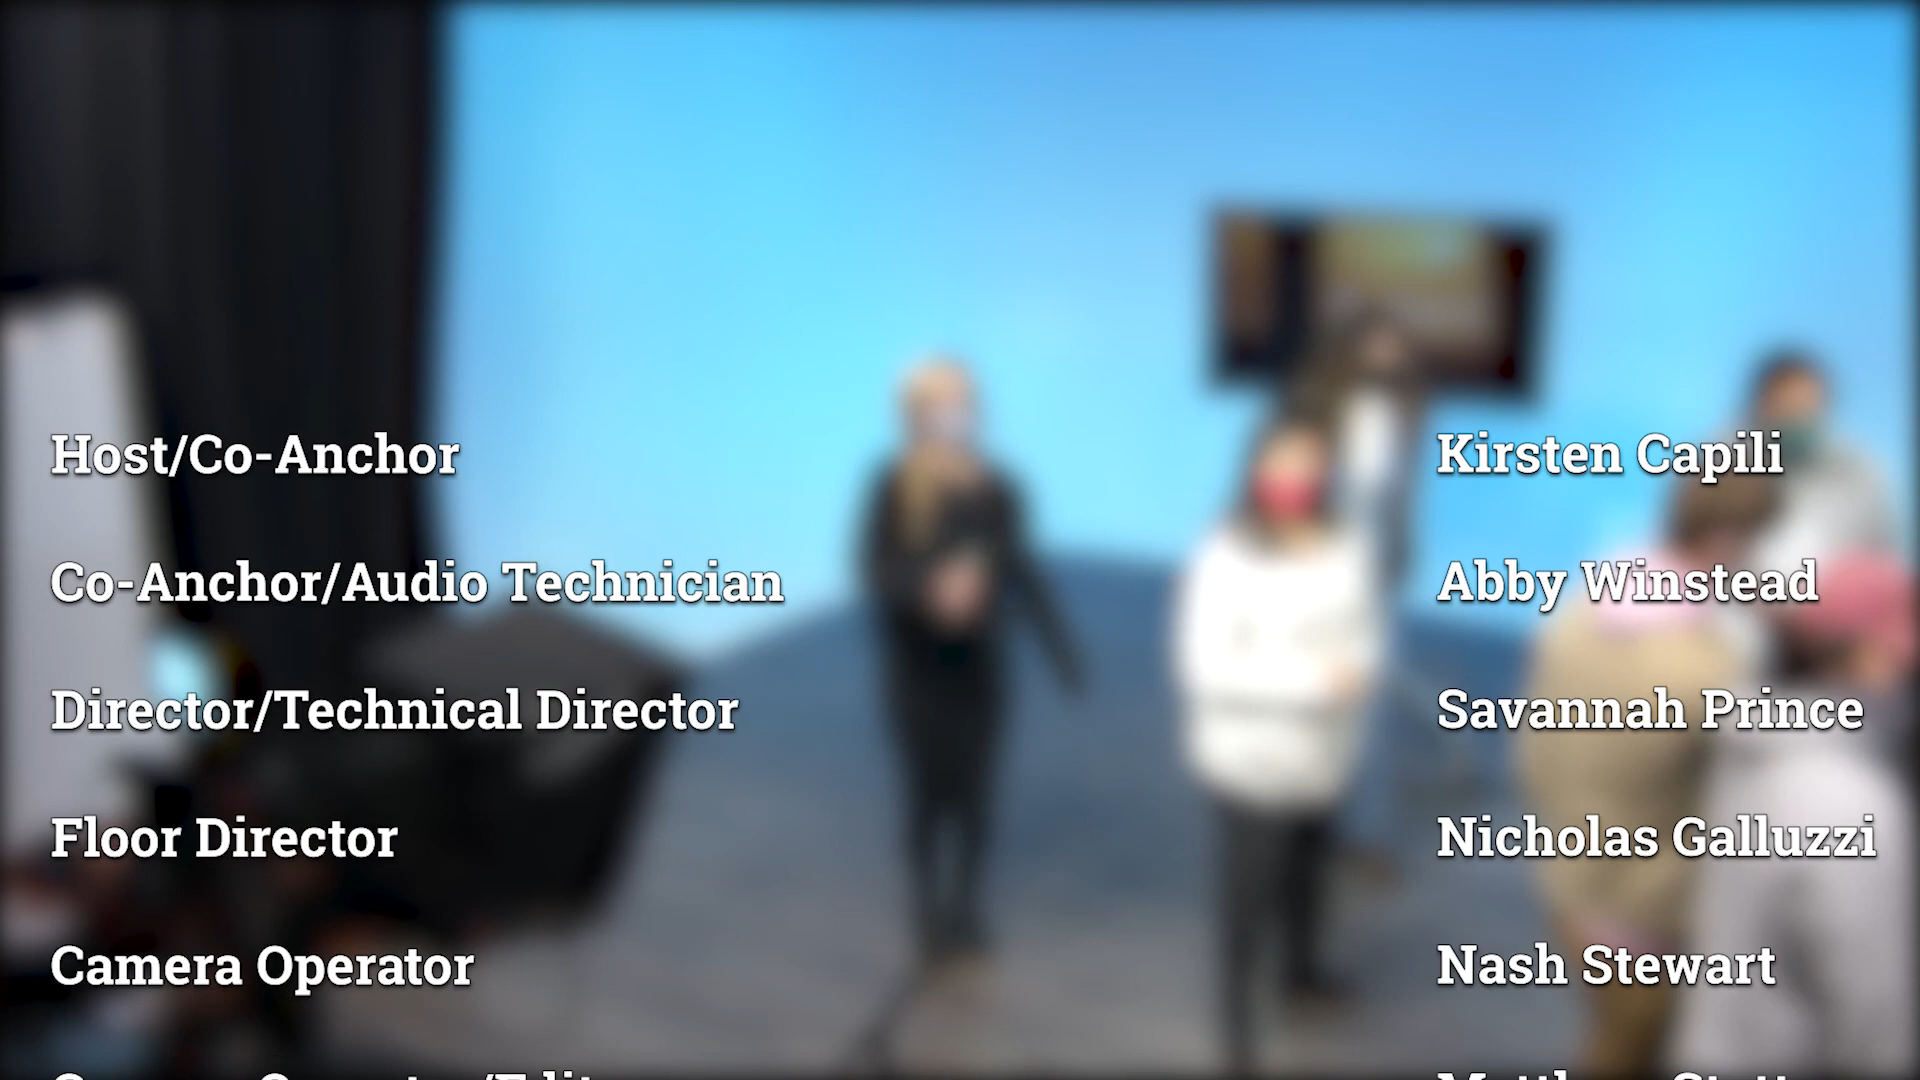 Host/Co-Anchor Kirsten Capili
Co-Anchor/Audio Technician Abby Winstead
Director/Technical Director Savannah Prince
Floor Director Nicholas Galluzzi
Camera Operator Nash Stewart